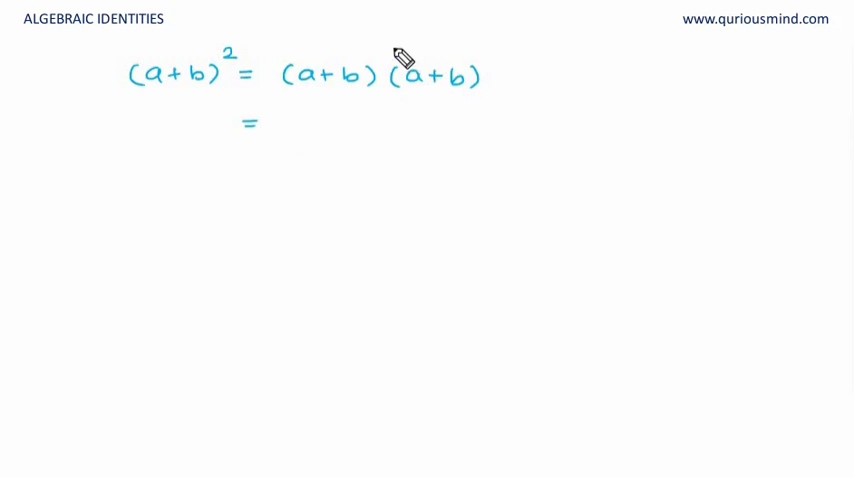 ALGEBRAIC IDENTITIES
www.quriousmind.com
(a+b)² = (a+b) (a+b)
=